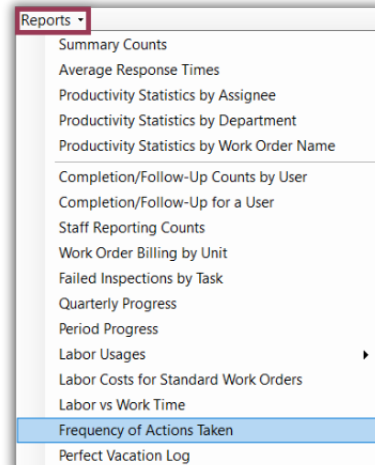 Reports
Summary Counts
Average Response Times
Productivity Statistics by Assignee
Productivity Statistics by Department
Productivity Statistics by Work Order Name
Completion/Follow-Up Counts by User
Completion/Follow-Up for a User
Staff Reporting Counts
Work Order Billing by Unit
Failed Inspections by Task
Quarterly Progress
Period Progress
Labor Usages
Labor Costs for Standard Work Orders
Labor vs Work Time
Frequency of Actions Taken
Perfect Vacation Log